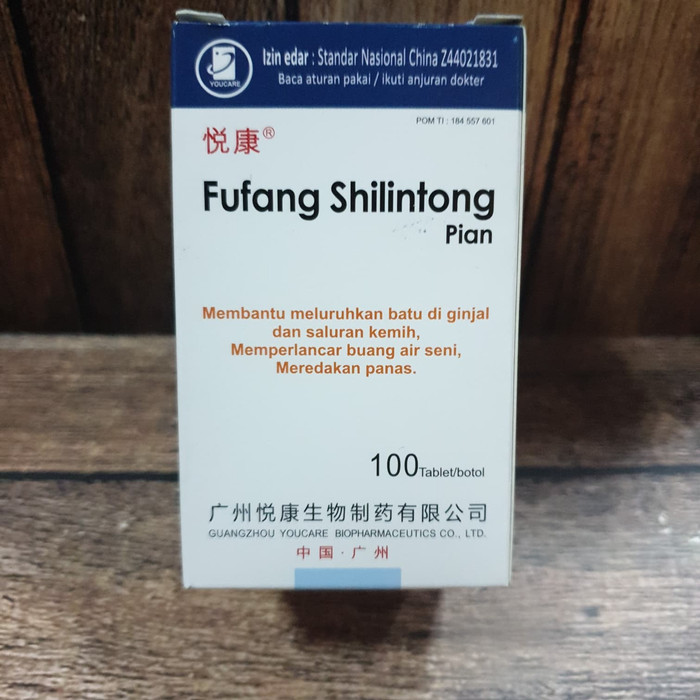 YOUCARE
Izin edar : Standar Nasional China Z44021831
Baca aturan pakai / ikuti anjuran dokter
POM TI : 184 557 601
悦康®
Fufang Shilintong
Pian
Membantu meluruhkan batu di ginjal
dan saluran kemih,
Memperlancar buang air seni,
Meredakan panas.
100 Tablet/botol
广州悦康生物制药有限公司
GUANGZHOU YOUCARE BIOPHARMACEUTICS CO., LTD.
中国·广州